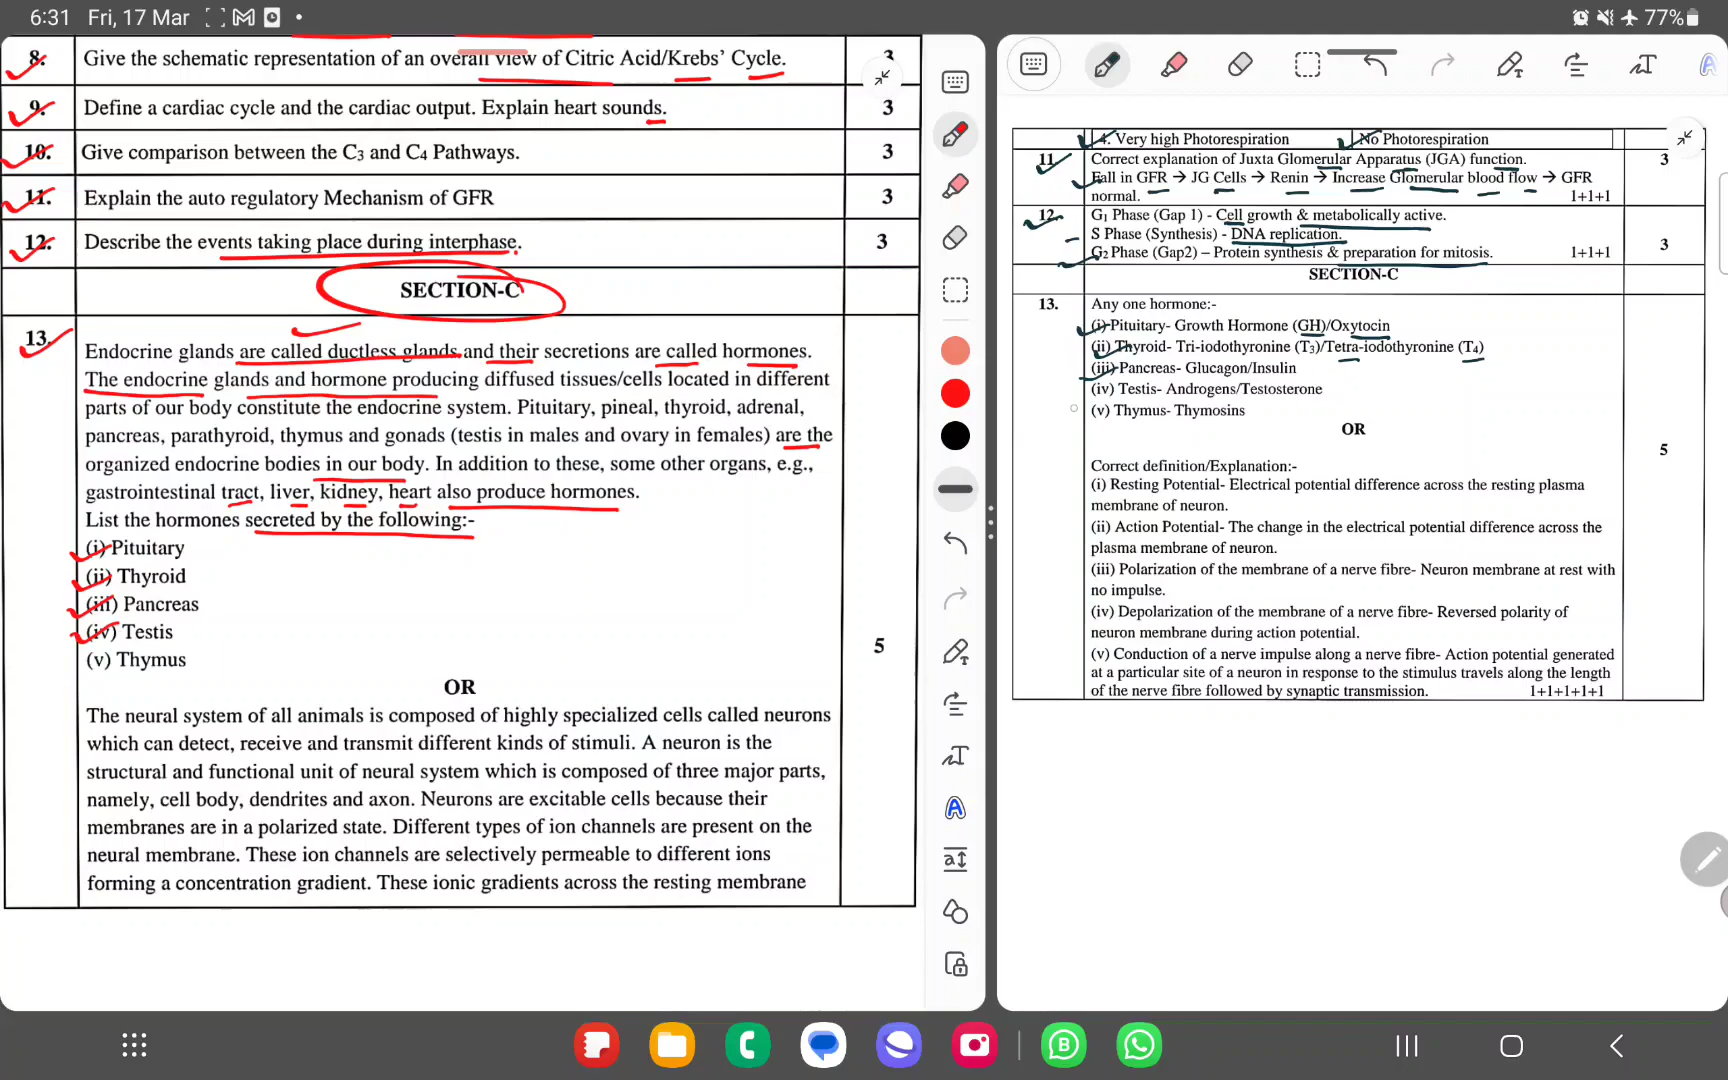 6:31 Fri, 17 Mar
77%
8. Give the schematic representation of an overall view of Citric Acid/Krebs' Cycle. 3
9. Define a cardiac cycle and the cardiac output. Explain heart sounds. 3
10. Give comparison between the C3 and C4 Pathways. 3
11. Explain the auto regulatory Mechanism of GFR 3
12. Describe the events taking place during interphase. 3
SECTION-C
13. Endocrine glands are called ductless glands and their secretions are called hormones.
The endocrine glands and hormone producing diffused tissues/cells located in different
parts of our body constitute the endocrine system. Pituitary, pineal, thyroid, adrenal,
pancreas, parathyroid, thymus and gonads (testis in males and ovary in females) are the
organized endocrine bodies in our body. In addition to these, some other organs, e.g.,
gastrointestinal tract, liver, kidney, heart also produce hormones.
List the hormones secreted by the following:-
(i) Pituitary
(ii) Thyroid
(iii) Pancreas
(iv) Testis
(v) Thymus
5
OR
The neural system of all animals is composed of highly specialized cells called neurons
which can detect, receive and transmit different kinds of stimuli. A neuron is the
structural and functional unit of neural system which is composed of three major parts,
namely, cell body, dendrites and axon. Neurons are excitable cells because their
membranes are in a polarized state. Different types of ion channels are present on the
neural membrane. These ion channels are selectively permeable to different ions
forming a concentration gradient. These ionic gradients across the resting membrane
4. Very high Photorespiration No Photorespiration
11 Correct explanation of Juxta Glomerular Apparatus (JGA) function. 3
Fall in GFR → JG Cells → Renin → Increase Glomerular blood flow → GFR
normal. 1+1+1
12. G1 Phase (Gap 1) - Cell growth & metabolically active.
S Phase (Synthesis) - DNA replication. 3
G2 Phase (Gap2) – Protein synthesis & preparation for mitosis. 1+1+1
SECTION-C
13. Any one hormone:-
(i) Pituitary- Growth Hormone (GH)/Oxytocin
(ii) Thyroid- Tri-iodothyronine (T3)/Tetra-iodothyronine (T4)
(iii) Pancreas- Glucagon/Insulin
(iv) Testis- Androgens/Testosterone
(v) Thymus- Thymosins
OR
5
Correct definition/Explanation:-
(i) Resting Potential- Electrical potential difference across the resting plasma
membrane of neuron.
(ii) Action Potential- The change in the electrical potential difference across the
plasma membrane of neuron.
(iii) Polarization of the membrane of a nerve fibre- Neuron membrane at rest with
no impulse.
(iv) Depolarization of the membrane of a nerve fibre- Reversed polarity of
neuron membrane during action potential.
(v) Conduction of a nerve impulse along a nerve fibre- Action potential generated
at a particular site of a neuron in response to the stimulus travels along the length
of the nerve fibre followed by synaptic transmission. 1+1+1+1+1